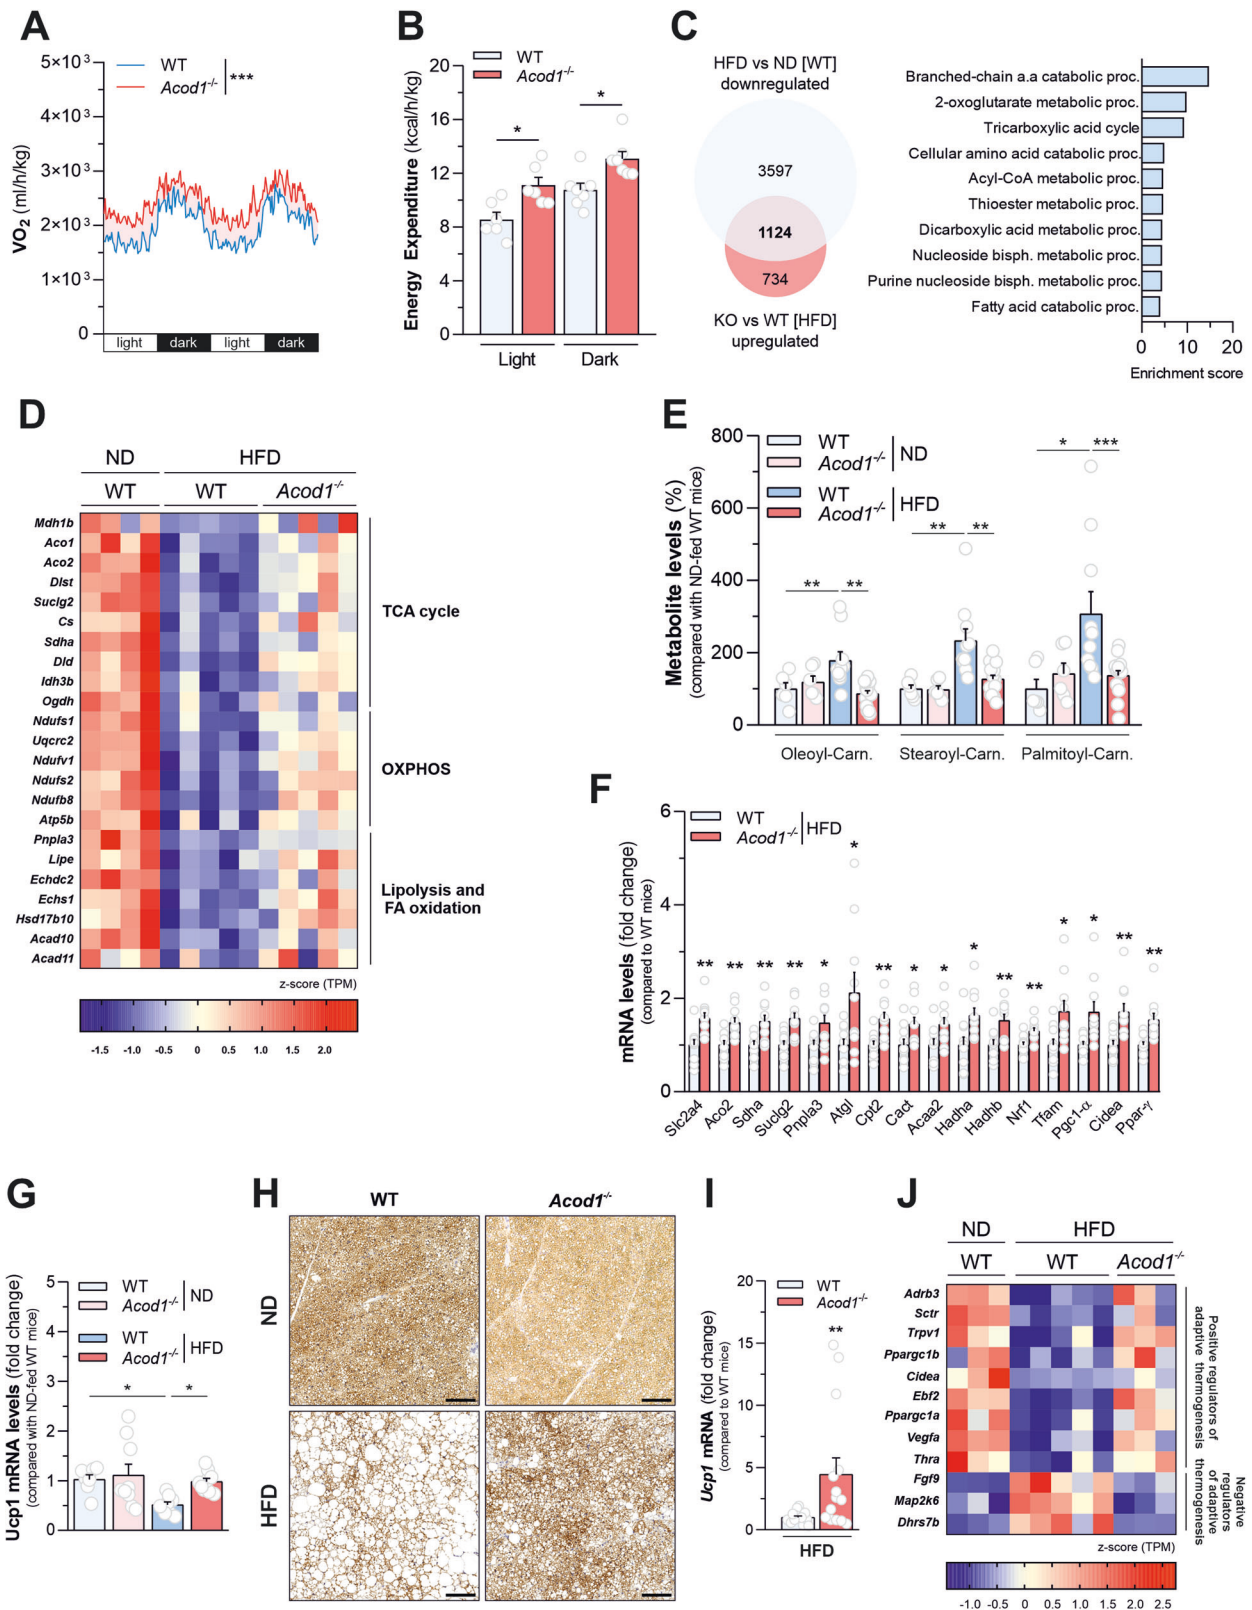 A
5×10³
4×10³
3×10³
2×10³
1×10³
0
VO₂ (ml/h/kg)
WT
Acod1⁻/⁻
***
light
dark
light
dark
B
Energy Expenditure (kcal/h/kg)
20
16
12
8
4
0
WT
Acod1⁻/⁻
*
*
Light
Dark
C
HFD vs ND [WT]
downregulated
3597
1124
734
KO vs WT [HFD]
upregulated
Branched-chain a.a catabolic proc.
2-oxoglutarate metabolic proc.
Tricarboxylic acid cycle
Cellular amino acid catabolic proc.
Acyl-CoA metabolic proc.
Thioester metabolic proc.
Dicarboxylic acid metabolic proc.
Nucleoside bisph. metabolic proc.
Purine nucleoside bisph. metabolic proc.
Fatty acid catabolic proc.
0 10 20
Enrichment score
D
ND HFD
WT WT Acod1⁻/⁻
Mdh1b
Aco1
Aco2
Dlst
Suclg2
Cs
Sdha
Dld
Idh3b
Ogdh
Ndufs1
Uqcrc2
Ndufv1
Ndufs2
Ndufb8
Atp5b
Pnpla3
Lipe
Echdc2
Echs1
Hsd17b10
Acad10
Acad11
TCA cycle
OXPHOS
Lipolysis and
FA oxidation
z-score (TPM)
-1.5 -1.0 -0.5 0 0.5 1.0 1.5 2.0
E
Metabolite levels (%)
(compared with ND-fed WT mice)
800
600
400
200
0
WT
Acod1⁻/⁻
ND
WT
Acod1⁻/⁻
HFD
** **
** **
* ***
Oleoyl-Carn.
Stearoyl-Carn.
Palmitoyl-Carn.
F
mRNA levels (fold change)
(compared to WT mice)
6
4
2
0
WT
Acod1⁻/⁻
HFD
** ** ** ** * * ** * * * ** ** * * ** **
Slc2a4
Aco2
Sdha
Suclg2
Pnpla3
Atgl
Cpt2
Cact
Acaa2
Hadha
Hadhb
Nrf1
Tfam
Pgc1-α
Cidea
Ppar-γ
G
Ucp1 mRNA levels (fold change)
(compared with ND-fed WT mice)
5
4
3
2
1
0
WT
Acod1⁻/⁻
ND
WT
Acod1⁻/⁻
HFD
* *
H
WT Acod1⁻/⁻
ND
HFD
I
Ucp1 mRNA (fold change)
(compared to WT mice)
20
15
10
5
0
WT
Acod1⁻/⁻
**
HFD
J
ND HFD
WT WT Acod1⁻/⁻
Adrb3
Sctr
Trpv1
Ppargc1b
Cidea
Ebf2
Ppargc1a
Vegfa
Thra
Fgf9
Map2k6
Dhrs7b
Positive regulators of
adaptive thermogenesis
Negative
regulators
of adaptive
thermogenesis
z-score (TPM)
-1.0 -0.5 0 0.5 1.0 1.5 2.0 2.5